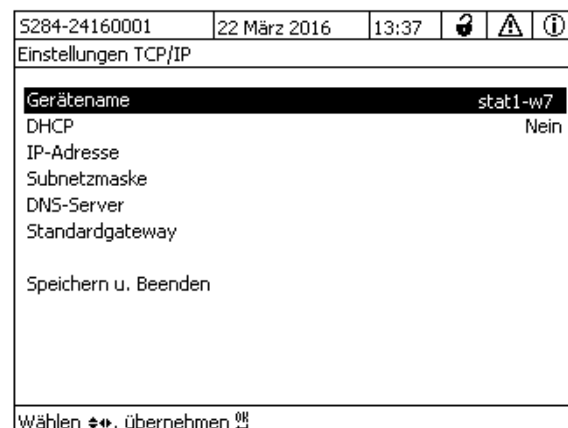 S284-24160001 22 März 2016 13:37
Einstellungen TCP/IP
Gerätename stat1-w7
DHCP Nein
IP-Adresse
Subnetzmaske
DNS-Server
Standardgateway
Speichern u. Beenden
Wählen, übernehmen OK